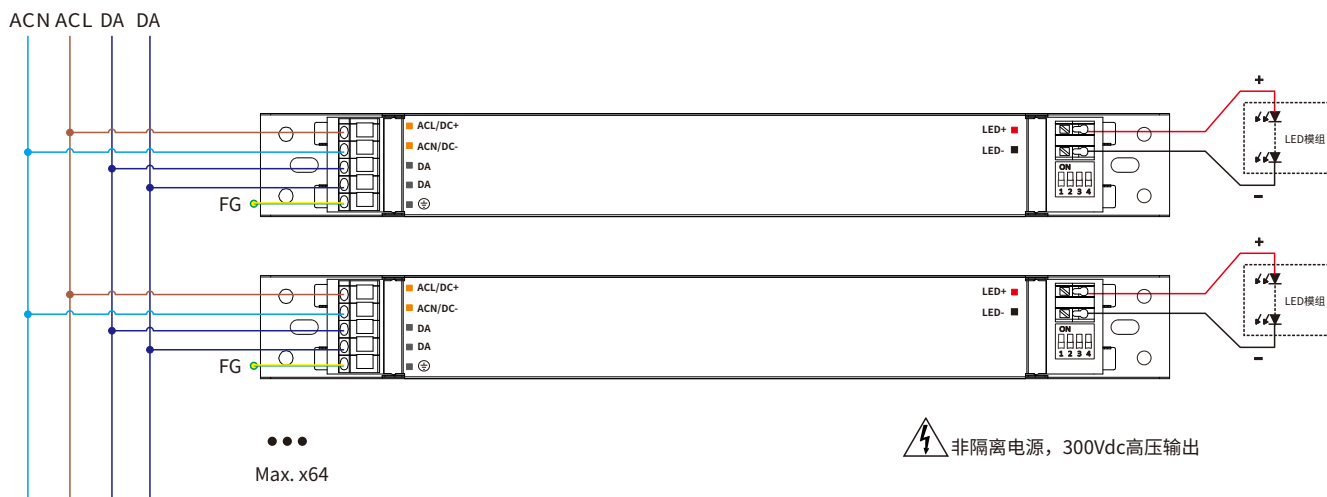 ACN ACL DA DA
ACL/DC+
ACN/DC-
DA
DA
FG
LED+
LED-
ON
1 2 3 4
+
LED模组
–
ACL/DC+
ACN/DC-
DA
DA
FG
LED+
LED-
ON
1 2 3 4
+
LED模组
–
•••
Max. x64
非隔离电源，300Vdc高压输出